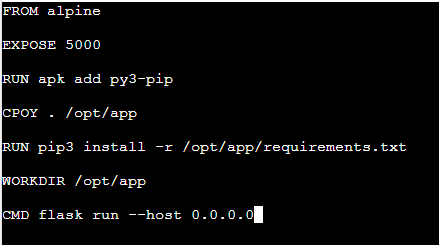 FROM alpine
EXPOSE 5000
RUN apk add py3-pip
CPOY . /opt/app
RUN pip3 install -r /opt/app/requirements.txt
WORKDIR /opt/app
CMD flask run --host 0.0.0.0